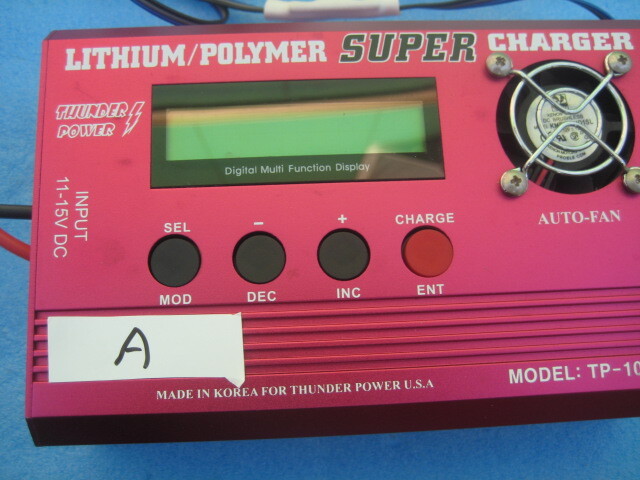 LITHIUM/POLYMER SUPER CHARGER
THUNDER
POWER
Digital Multi Function Display
INPUT
11-15V DC
AUTO-FAN
SEL
−
+
CHARGE
MOD
DEC
INC
ENT
A
MODEL: TP-10
MADE IN KOREA FOR THUNDER POWER U.S.A